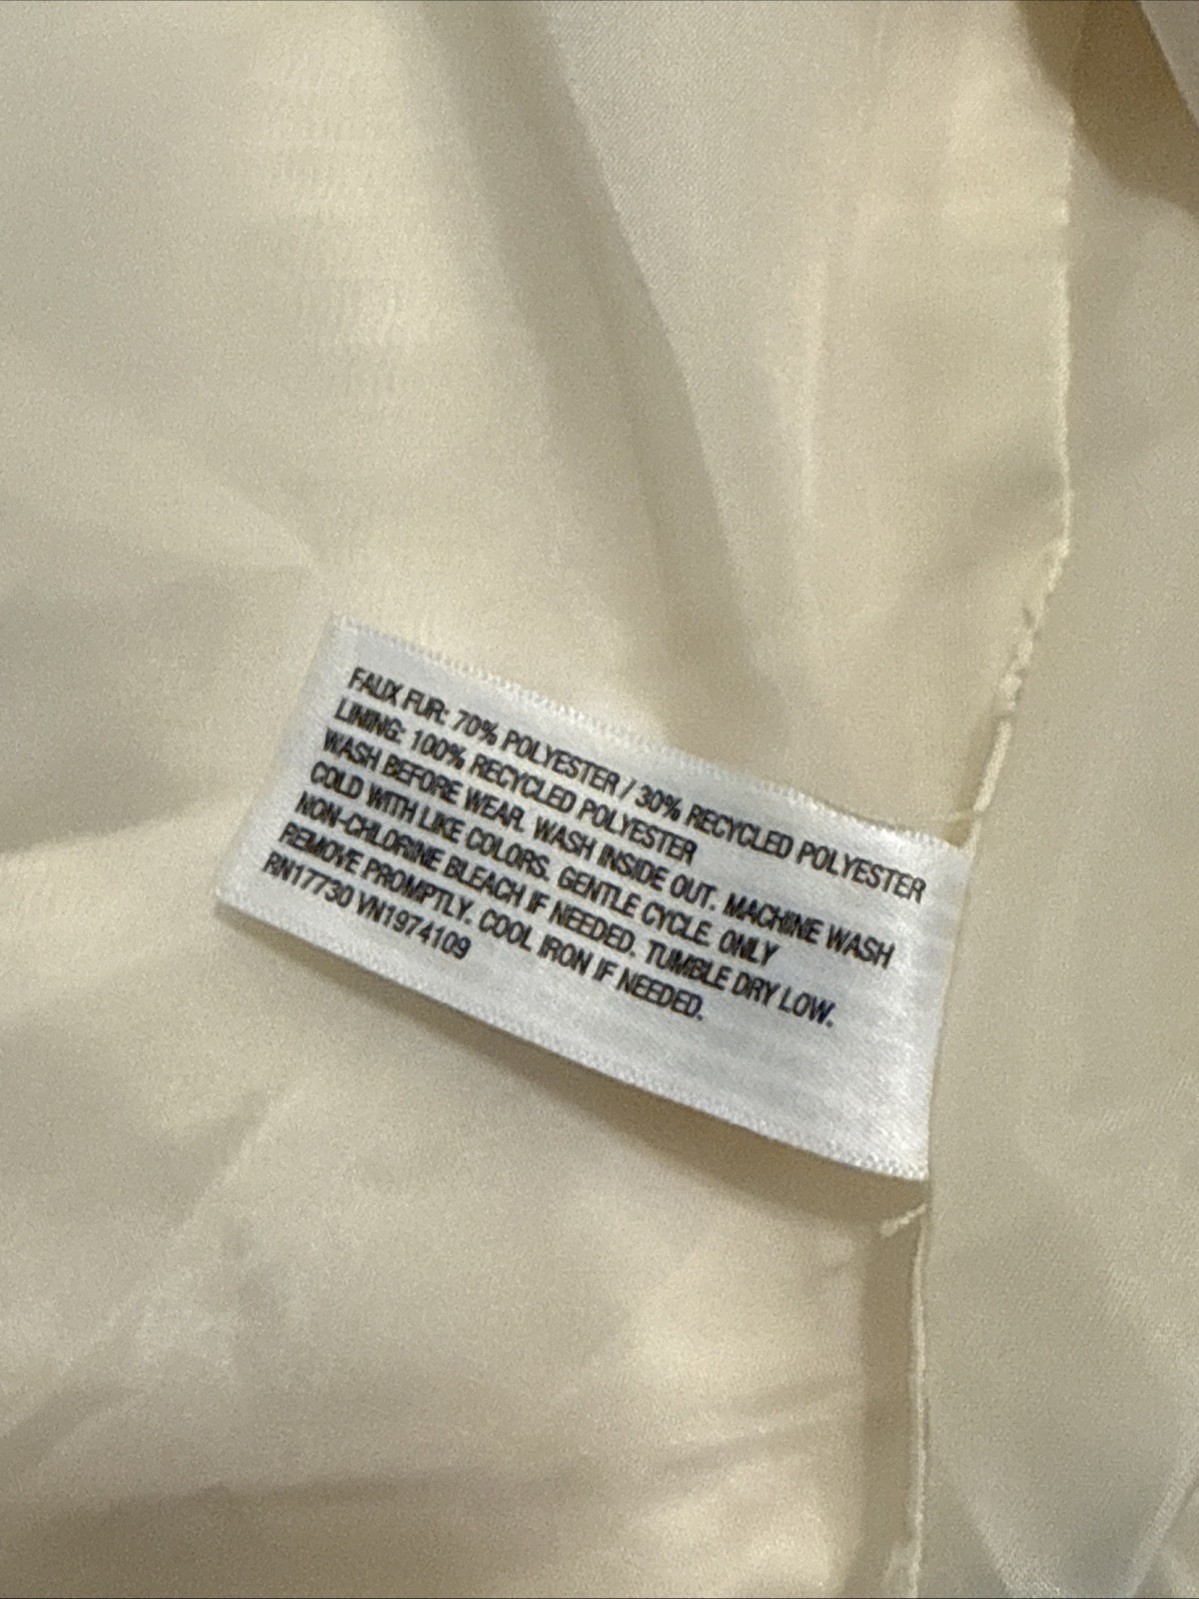 FAUX FUR: 70% POLYESTER / 30% RECYCLED POLYESTER
LINING: 100% RECYCLED POLYESTER
WASH BEFORE WEAR. WASH INSIDE OUT. MACHINE WASH
COLD WITH LIKE COLORS. GENTLE CYCLE. ONLY
NON-CHLORINE BLEACH IF NEEDED. TUMBLE DRY LOW.
REMOVE PROMPTLY. COOL IRON IF NEEDED.
RN17730 VN1974109